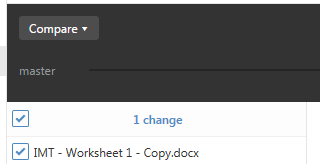 Compare
master
1 change
IMT - Worksheet 1 - Copy.docx